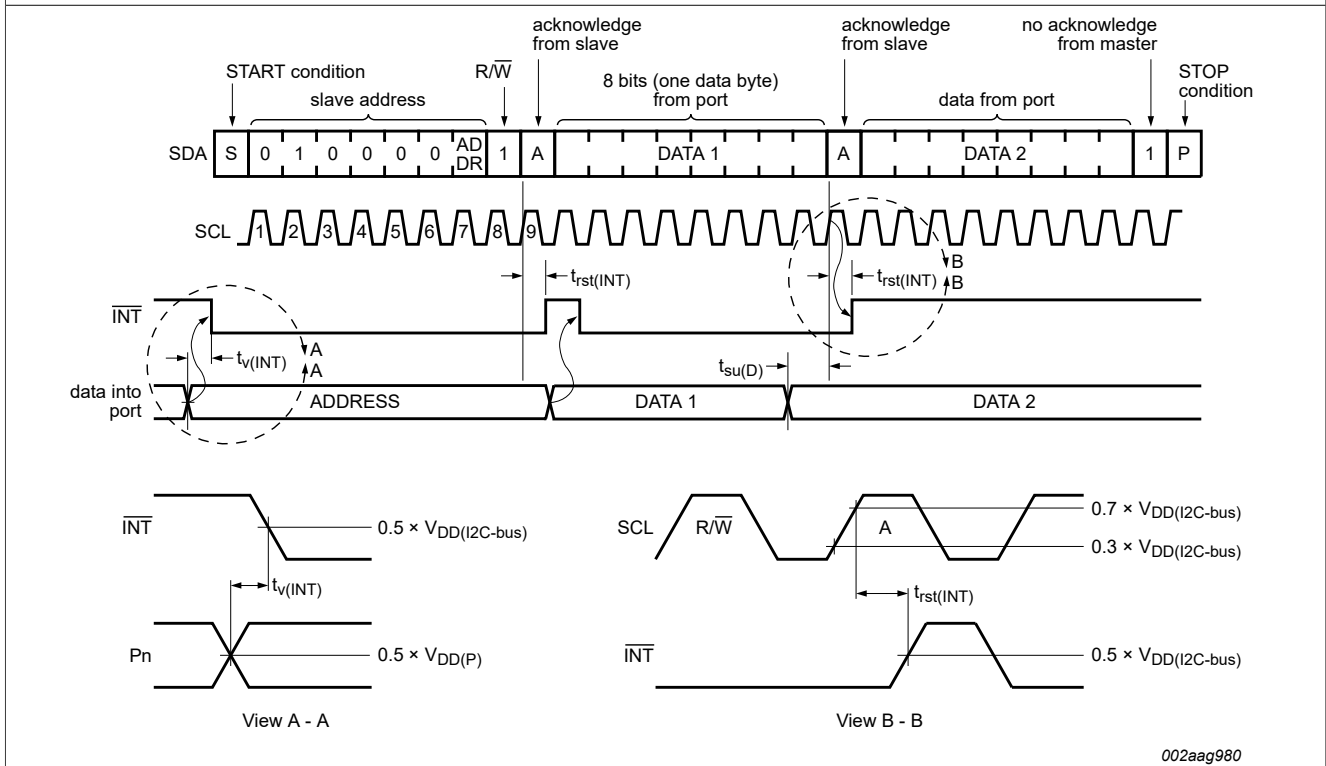 acknowledge
from slave
acknowledge
from slave
no acknowledge
from master
START condition
R/W̅
8 bits (one data byte)
from port
STOP
condition
slave address
data from port
SDA S 0 1 0 0 0 0 AD DR 1 A DATA 1 A DATA 2 1 P
SCL 1 2 3 4 5 6 7 8 9
trst(INT)
B
B
trst(INT)
I̅N̅T̅
tv(INT)
A
A
tsu(D)
data into
port
ADDRESS
DATA 1
DATA 2
I̅N̅T̅
0.5 × VDD(I2C-bus)
tv(INT)
Pn
0.5 × VDD(P)
View A - A
SCL
R/W̅
A
0.7 × VDD(I2C-bus)
0.3 × VDD(I2C-bus)
trst(INT)
I̅N̅T̅
0.5 × VDD(I2C-bus)
View B - B
002aag980